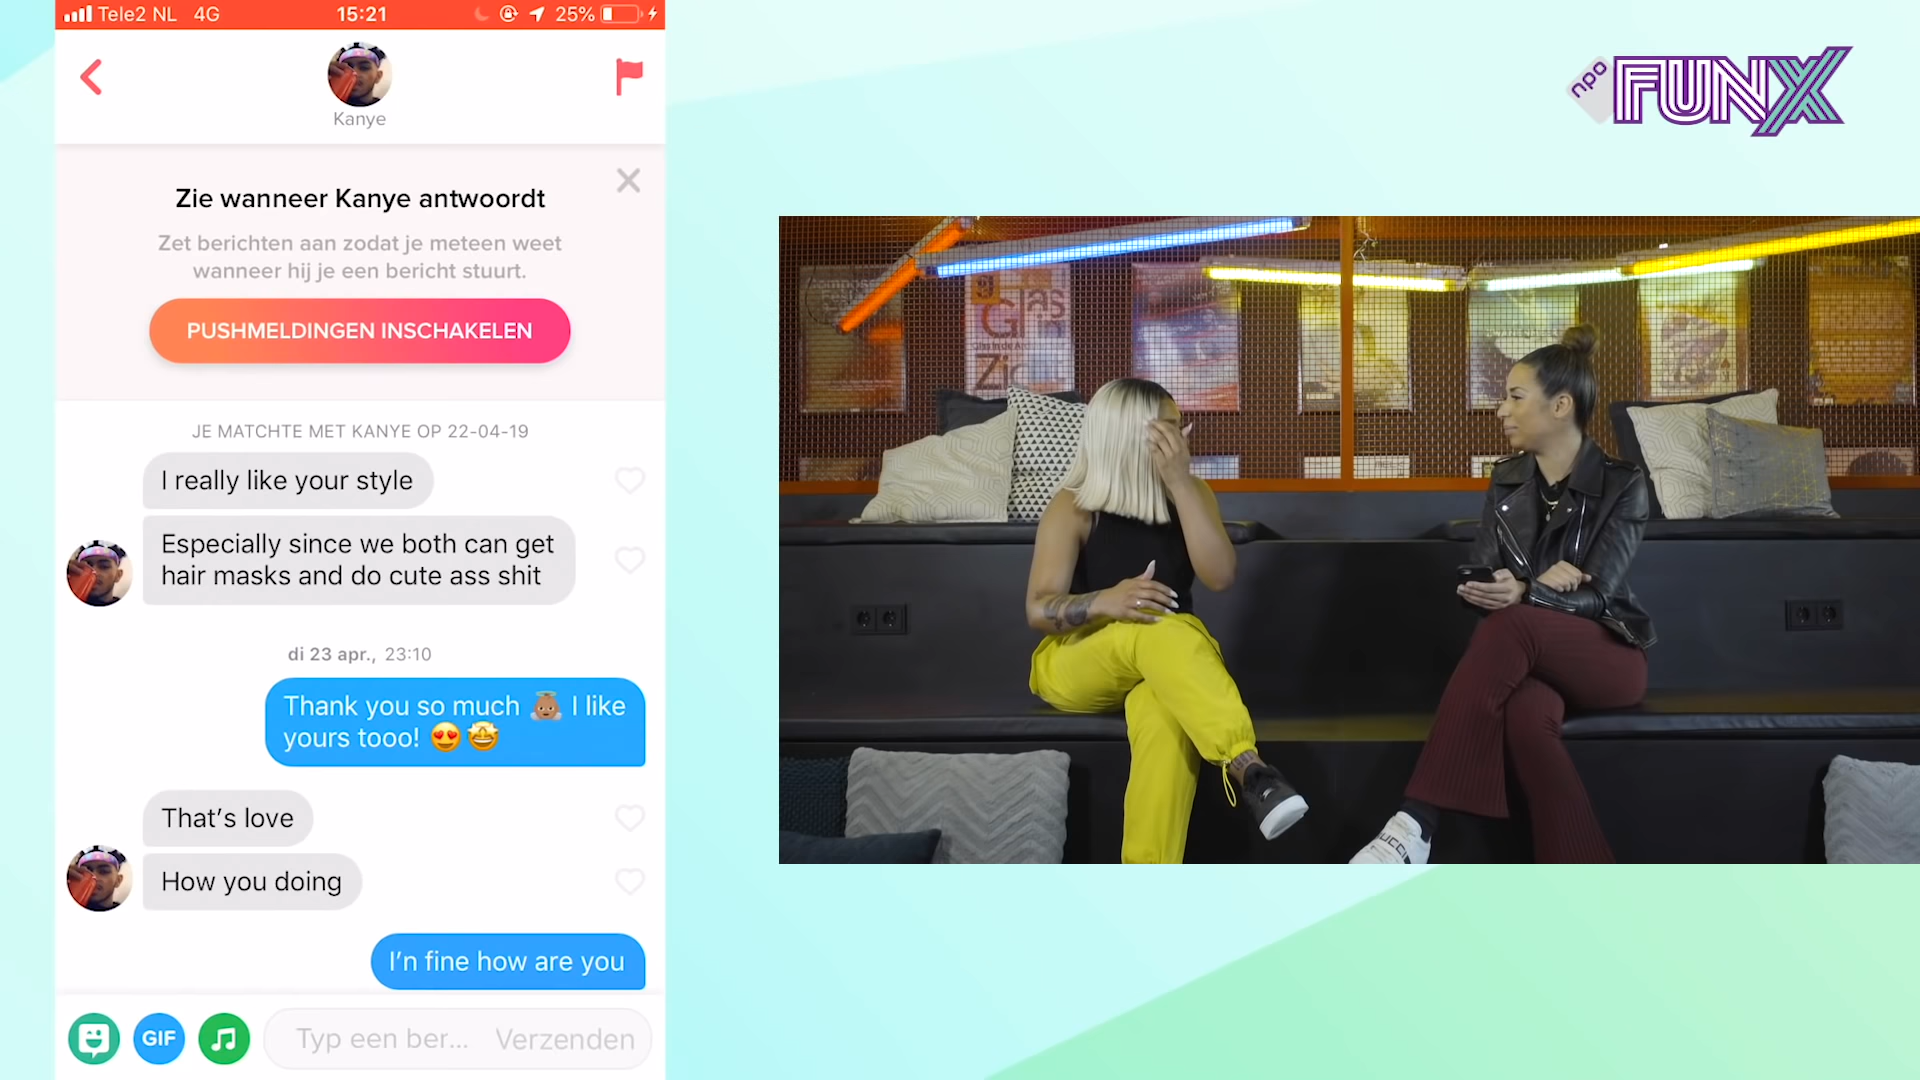 Tele2 NL 4G 15:21 25%
Kanye
Zie wanneer Kanye antwoordt
Zet berichten aan zodat je meteen weet
wanneer hij je een bericht stuurt.
PUSHMELDINGEN INSCHAKELEN
JE MATCHTE MET KANYE OP 22-04-19
I really like your style
Especially since we both can get
hair masks and do cute ass shit
di 23 apr., 23:10
Thank you so much 👼🏽 I like
yours tooo! 😍🤩
That's love
How you doing
I'n fine how are you
GIF
Typ een ber... Verzenden
npo FUNX
Glas